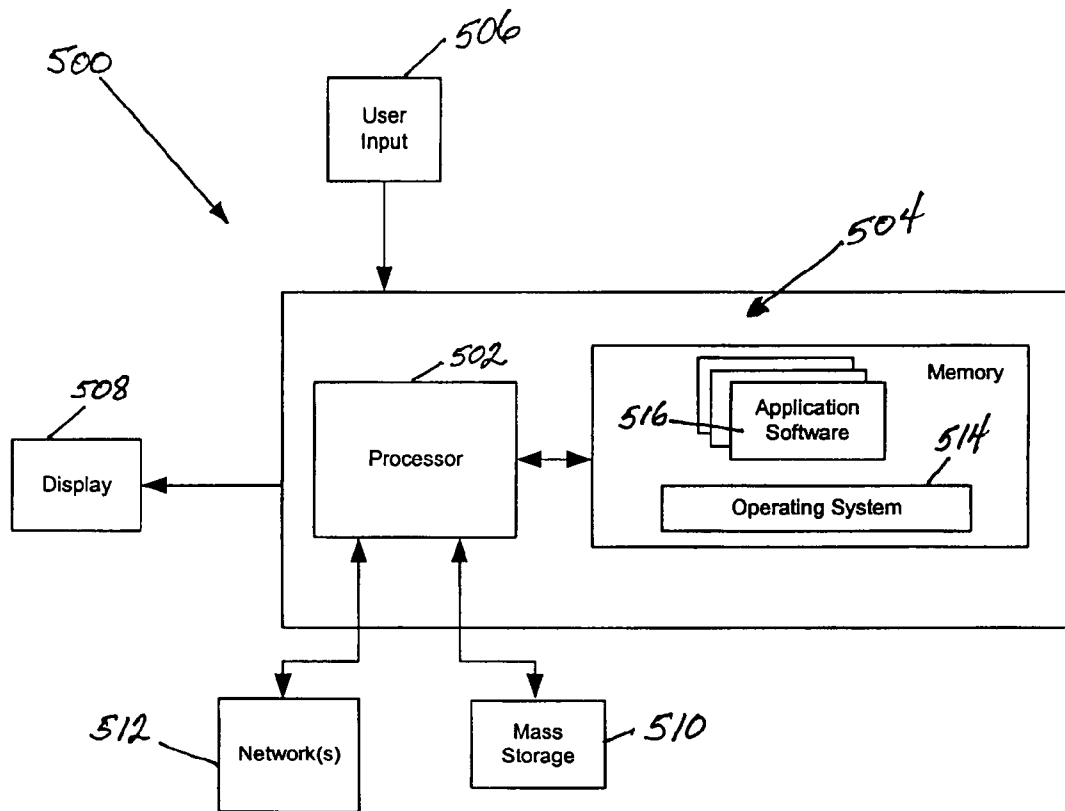 506
500
User
Input
504
502
508
Memory
516
Application
Software
514
Processor
Display
Operating System
512
Network(s)
Mass
Storage
510